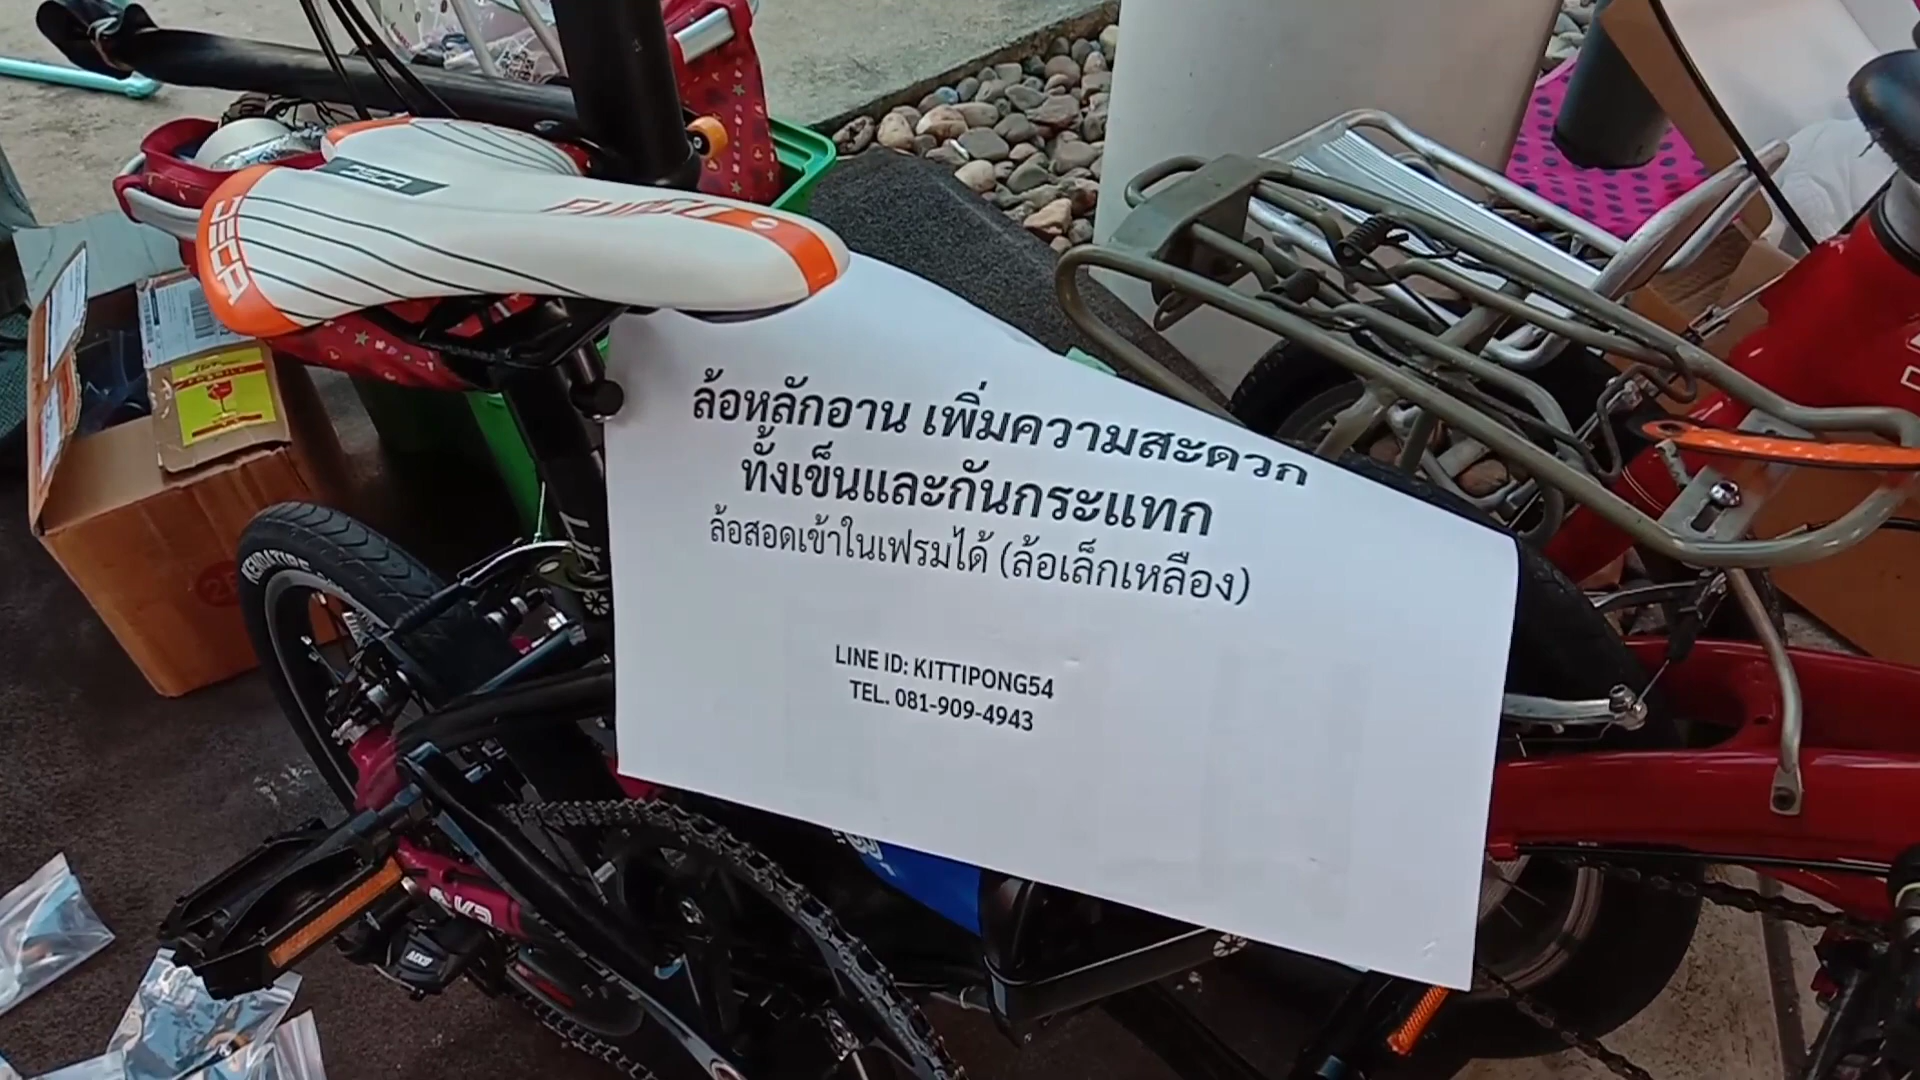 DECA
DECA
ล้อหลักอาน เพิ่มความสะดวก
ทั้งเข็นและกันกระแทก
ล้อสอดเข้าในเฟรมได้ (ล้อเล็กเหลือง)
LINE ID: KITTIPONG54
TEL. 081-909-4943